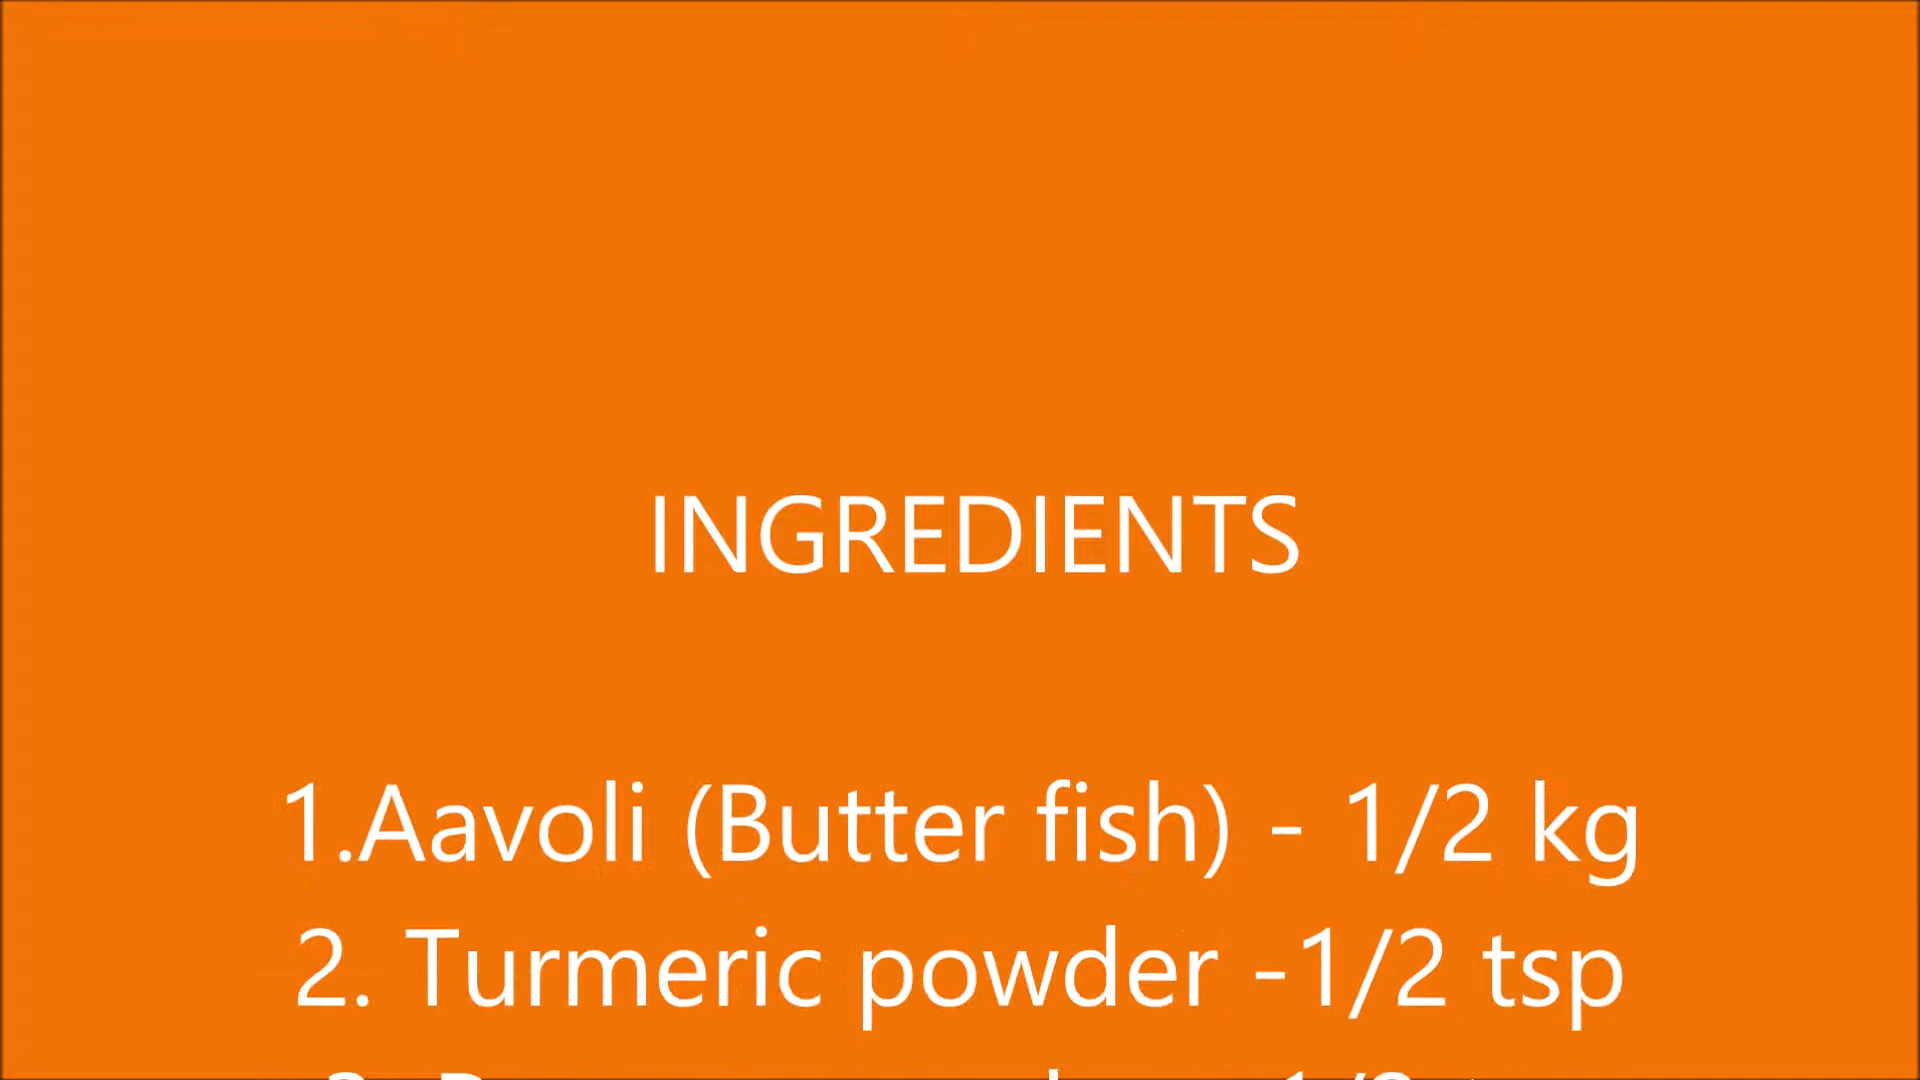 INGREDIENTS
1.Aavoli (Butter fish) - 1/2 kg
2. Turmeric powder -1/2 tsp